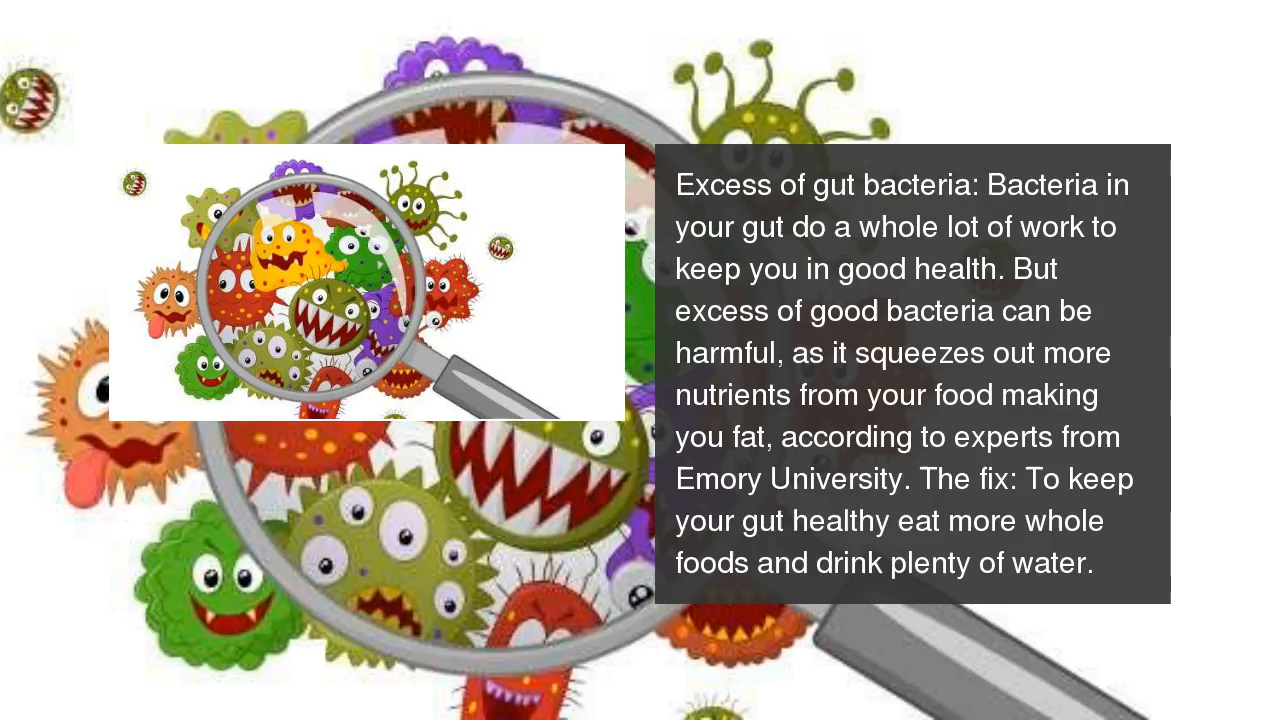 Excess of gut bacteria: Bacteria in
your gut do a whole lot of work to
keep you in good health. But
excess of good bacteria can be
harmful, as it squeezes out more
nutrients from your food making
you fat, according to experts from
Emory University. The fix: To keep
your gut healthy eat more whole
foods and drink plenty of water.